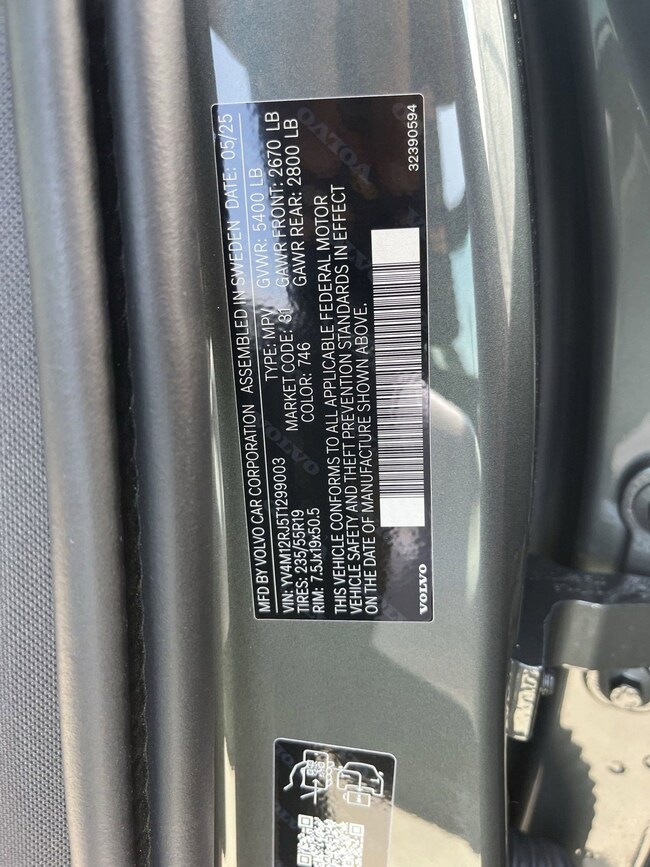 MFD BY VOLVO CAR CORPORATION ASSEMBLED IN SWEDEN DATE: 05/25
VIN: YV4M12RJ5T1299003 TYPE: MPV GVWR: 5400 LB
TIRES: 235/55R19 MARKET CODE: 31 GAWR FRONT: 2670 LB
RIM: 7.5Jx19x50.5 COLOR: 746 GAWR REAR: 2800 LB
THIS VEHICLE CONFORMS TO ALL APPLICABLE FEDERAL MOTOR
VEHICLE SAFETY AND THEFT PREVENTION STANDARDS IN EFFECT
ON THE DATE OF MANUFACTURE SHOWN ABOVE.
VOLVO
32390594